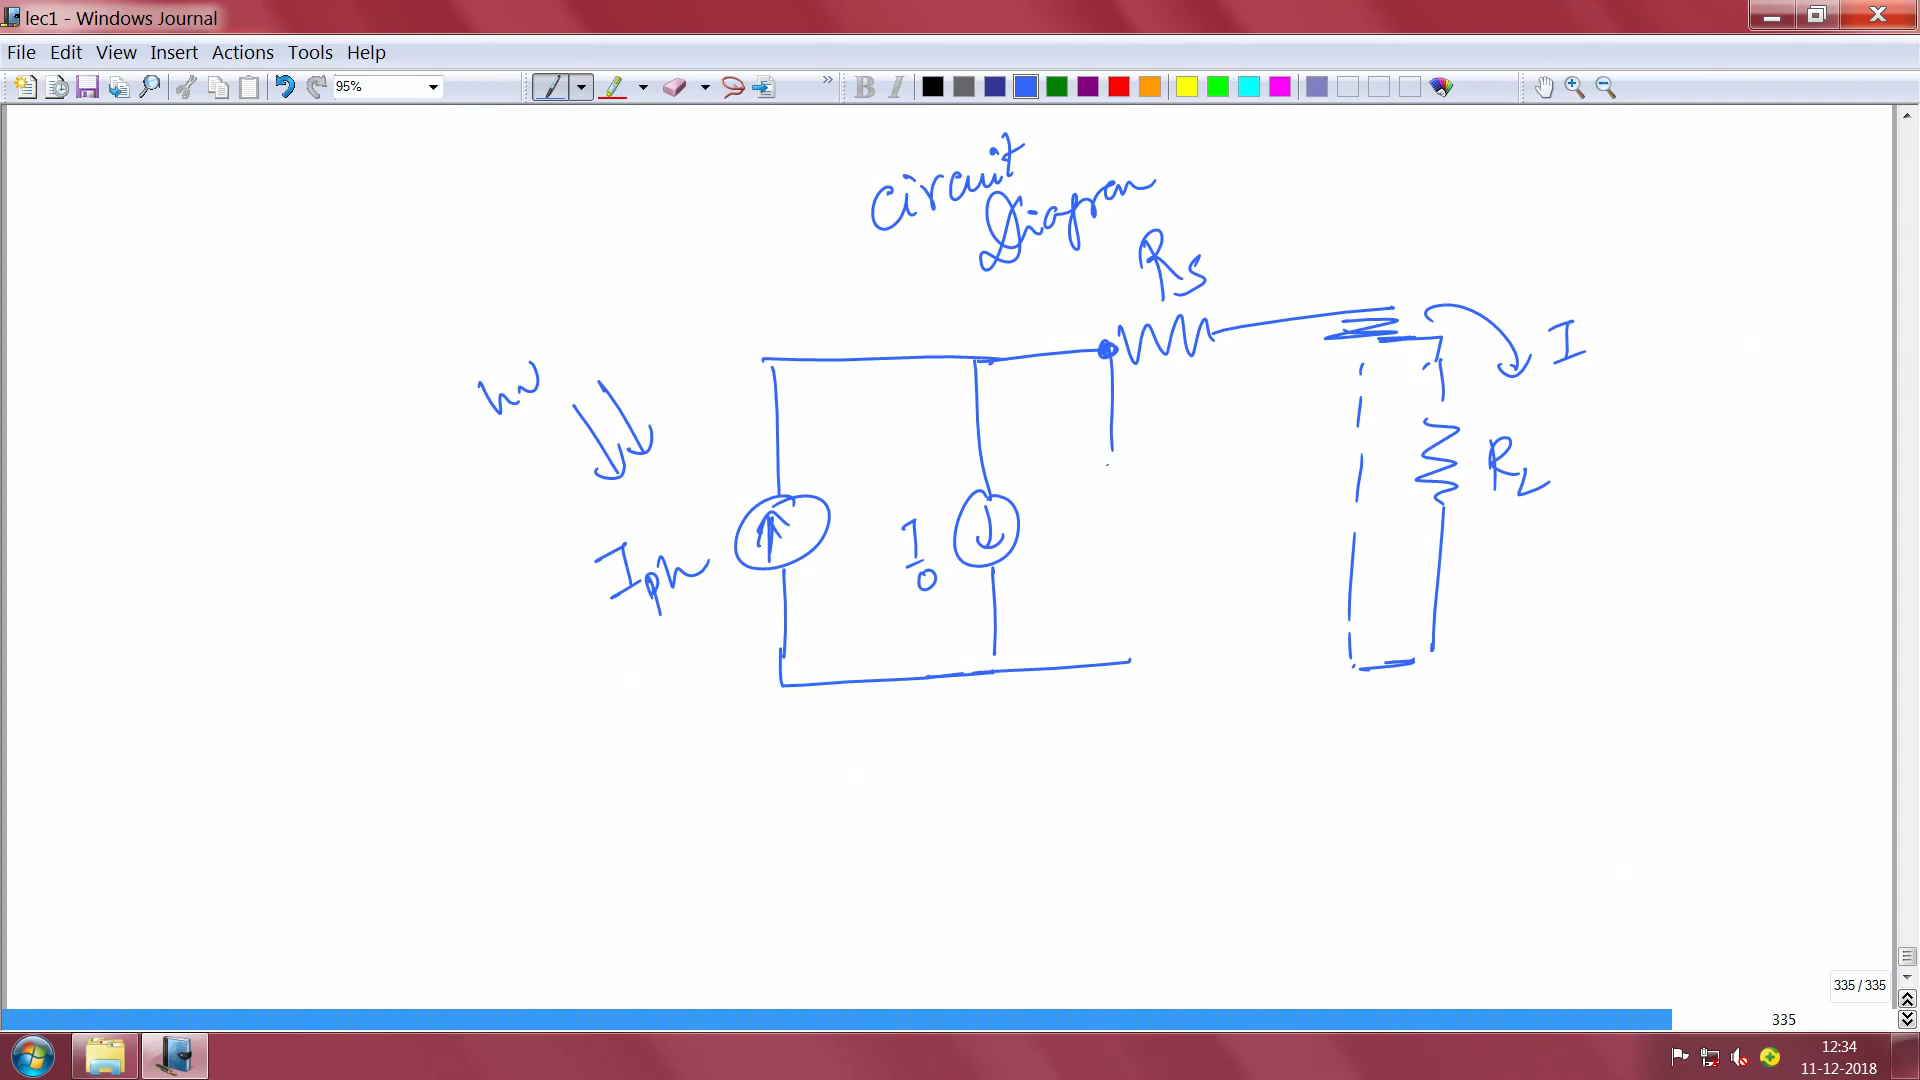 lec1 - Windows Journal
File Edit View Insert Actions Tools Help
95%
B I
Circuit
Diagram
Rs
I
hν
RL
Iph
I0
335 / 335
335
12:34
11-12-2018